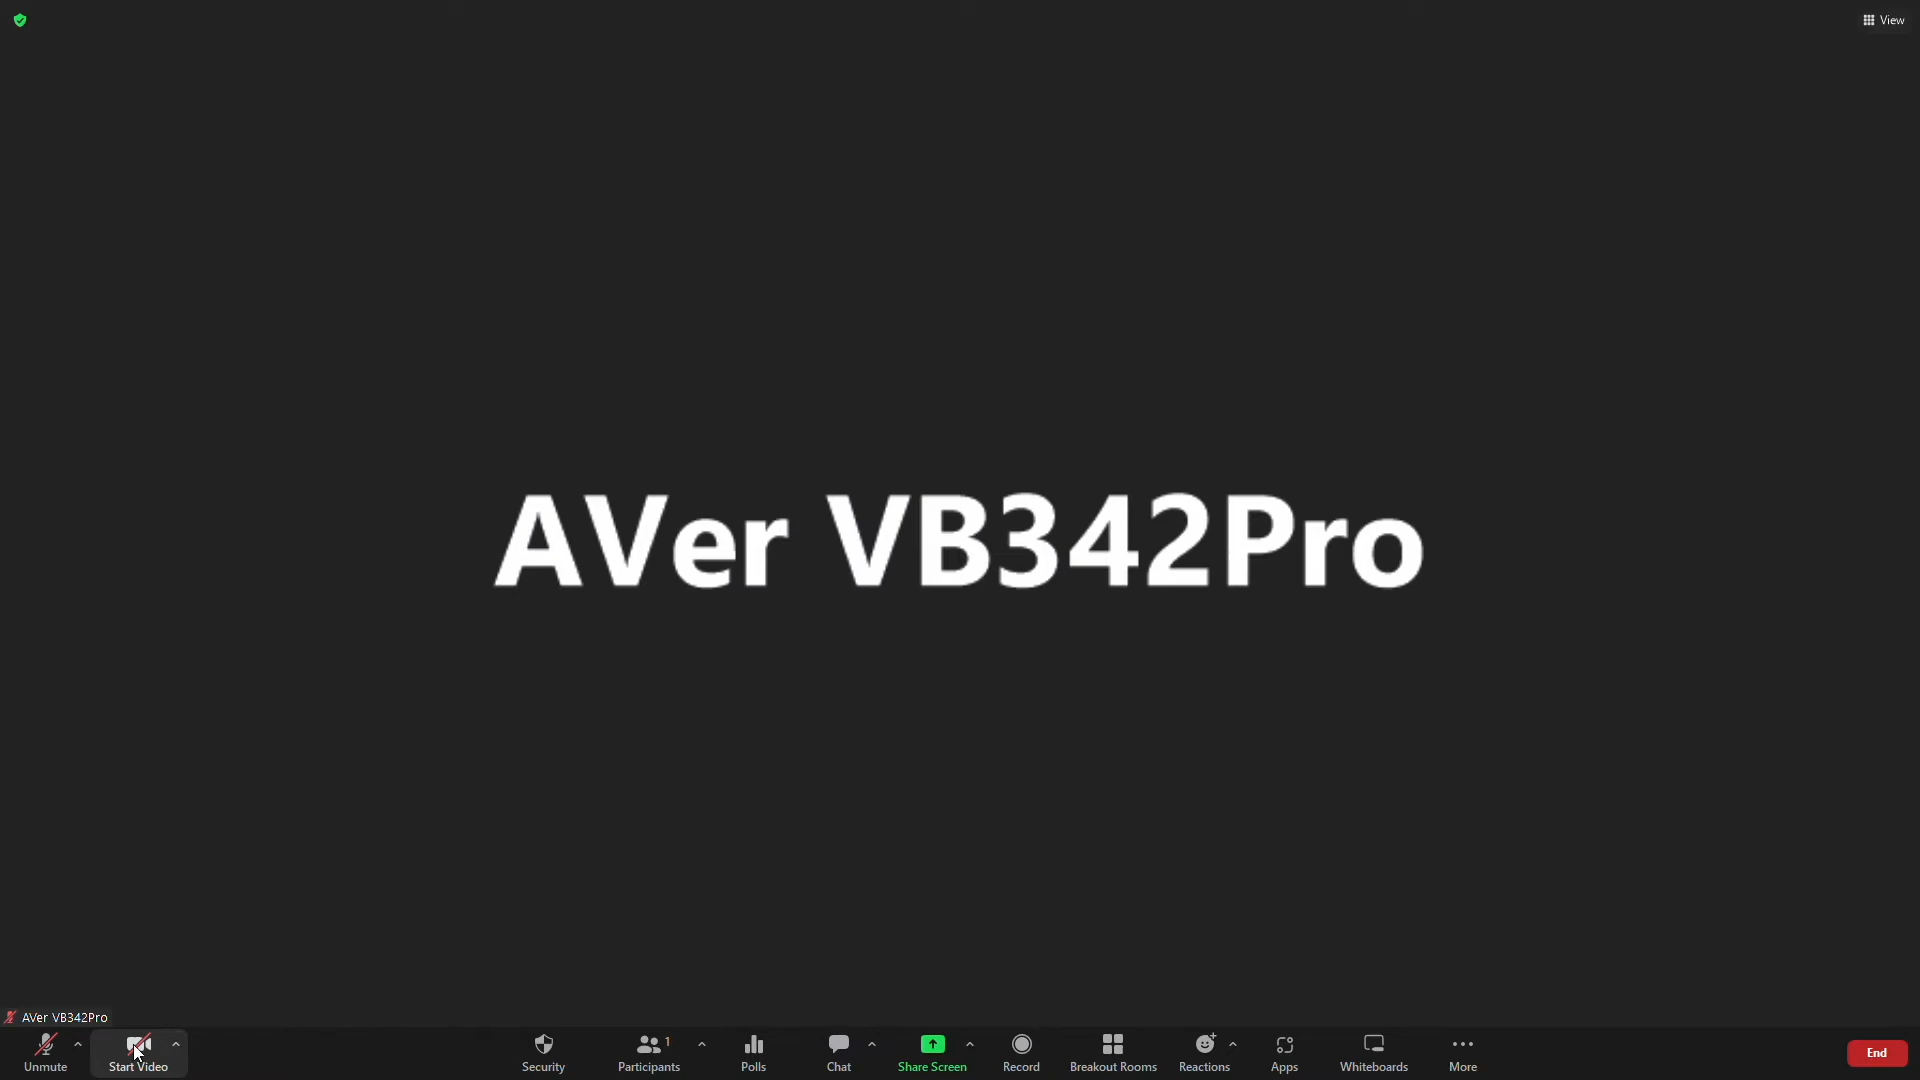 View
AVer VB342Pro
AVer VB342Pro
Unmute
Start Video
Security
Participants 1
Polls
Chat
Share Screen
Record
Breakout Rooms
Reactions
Apps
Whiteboards
More
End